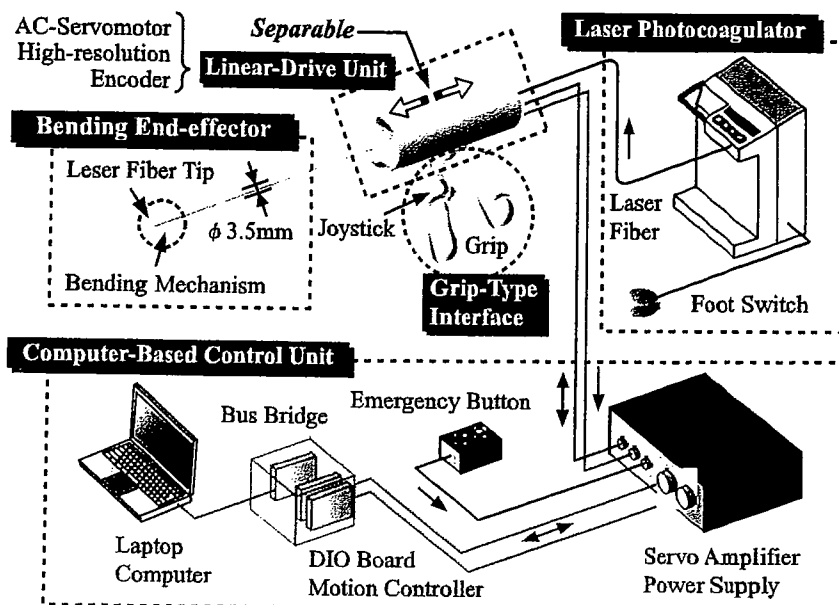 AC-Servomotor
High-resolution
Encoder
Separable
Linear-Drive Unit
Laser Photocoagulator
Bending End-effector
Leser Fiber Tip
ϕ 3.5mm
Bending Mechanism
Joystick
Grip
Grip-Type
Interface
Laser
Fiber
Foot Switch
Computer-Based Control Unit
Bus Bridge
Emergency Button
Laptop
Computer
DIO Board
Motion Controller
Servo Amplifier
Power Supply